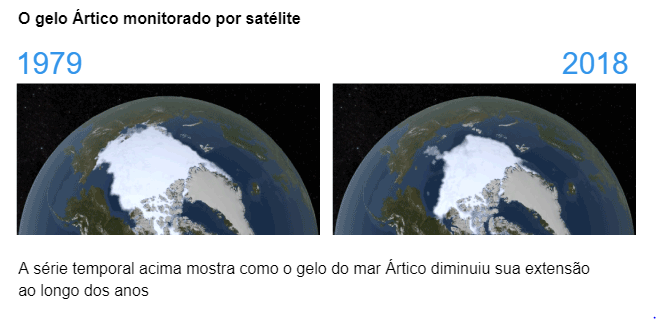 O gelo Ártico monitorado por satélite
1979
2018
A série temporal acima mostra como o gelo do mar Ártico diminuiu sua extensão
ao longo dos anos